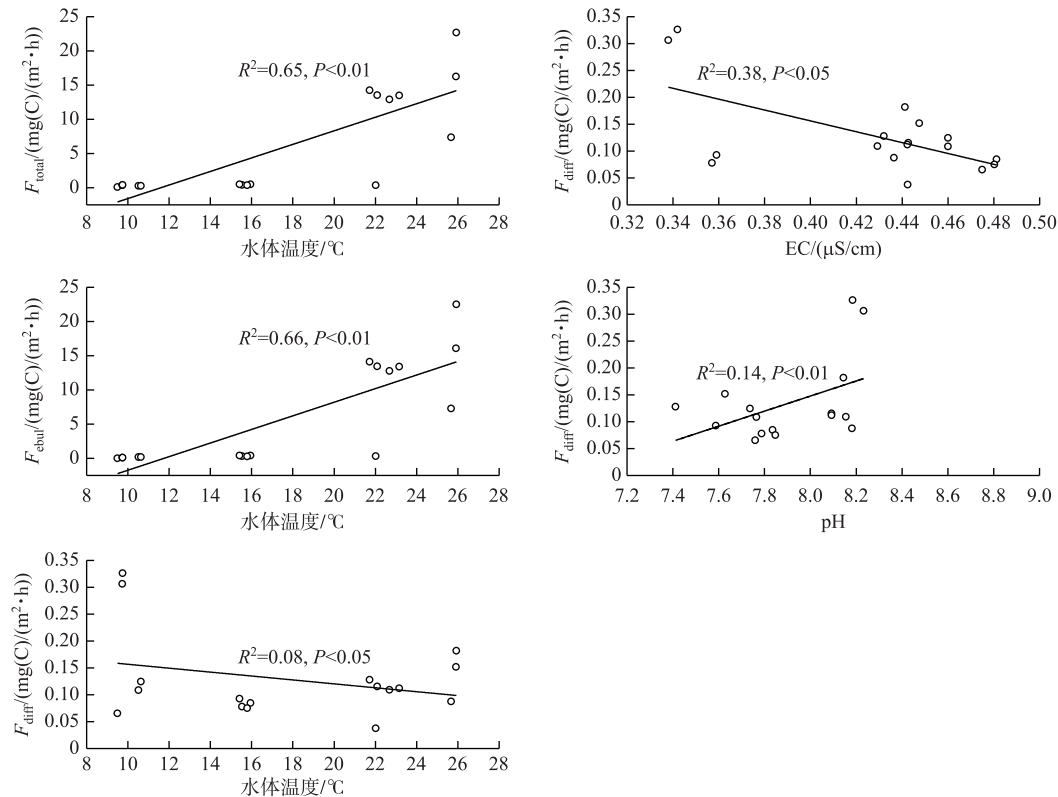 25
20
15
10
5
0
F_total/(mg(C)/(m²·h))
R²=0.65, P<0.01
8 10 12 14 16 18 20 22 24 26 28
水体温度/℃
0.35
0.30
0.25
0.20
0.15
0.10
0.05
0
F_diff/(mg(C)/(m²·h))
R²=0.38, P<0.05
0.32 0.34 0.36 0.38 0.40 0.42 0.44 0.46 0.48 0.50
EC/(μS/cm)
25
20
15
10
5
0
F_ebul/(mg(C)/(m²·h))
R²=0.66, P<0.01
8 10 12 14 16 18 20 22 24 26 28
水体温度/℃
0.35
0.30
0.25
0.20
0.15
0.10
0.05
0
F_diff/(mg(C)/(m²·h))
R²=0.14, P<0.01
7.2 7.4 7.6 7.8 8.0 8.2 8.4 8.6 8.8 9.0
pH
0.35
0.30
0.25
0.20
0.15
0.10
0.05
0
F_diff/(mg(C)/(m²·h))
R²=0.08, P<0.05
8 10 12 14 16 18 20 22 24 26 28
水体温度/℃